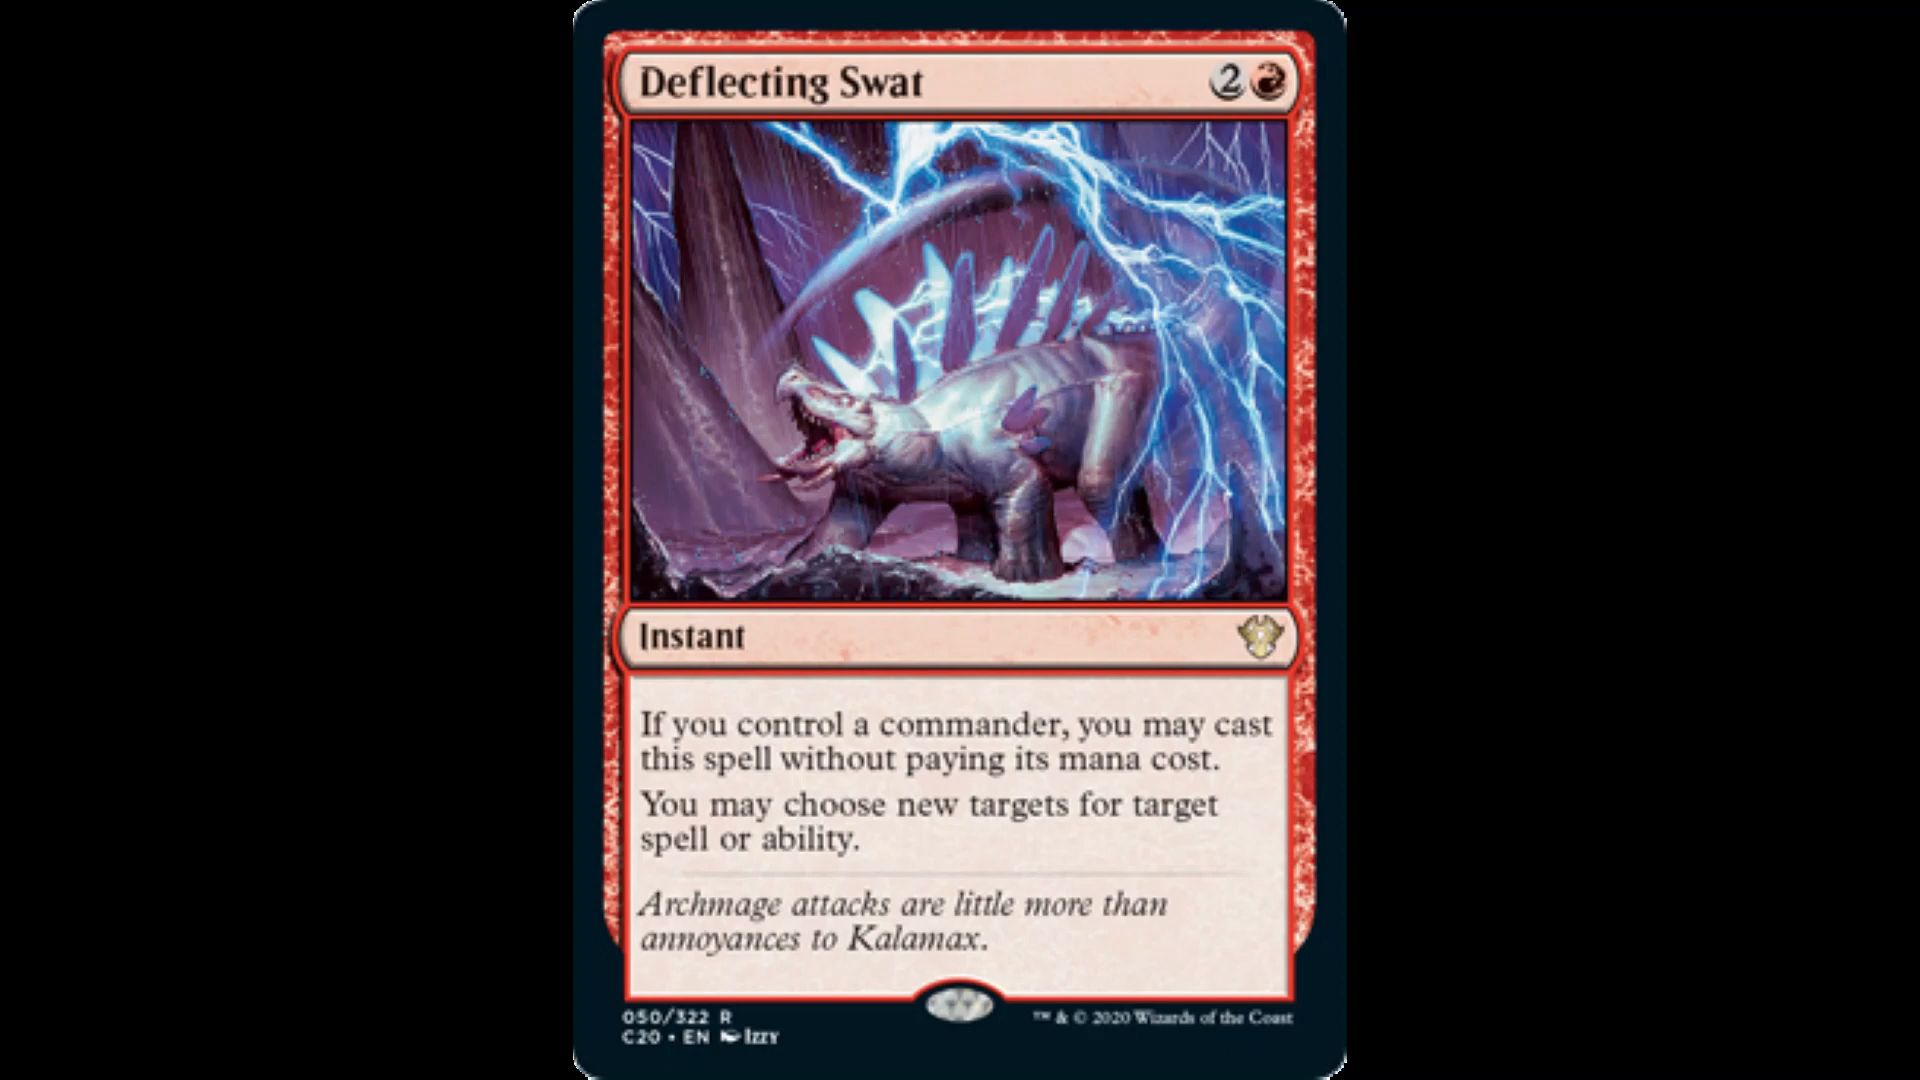 Deflecting Swat 2
Instant
If you control a commander, you may cast
this spell without paying its mana cost.
You may choose new targets for target
spell or ability.
Archmage attacks are little more than
annoyances to Kalamax.
050/322 R
C20 • EN Izzy
™ & © 2020 Wizards of the Coast